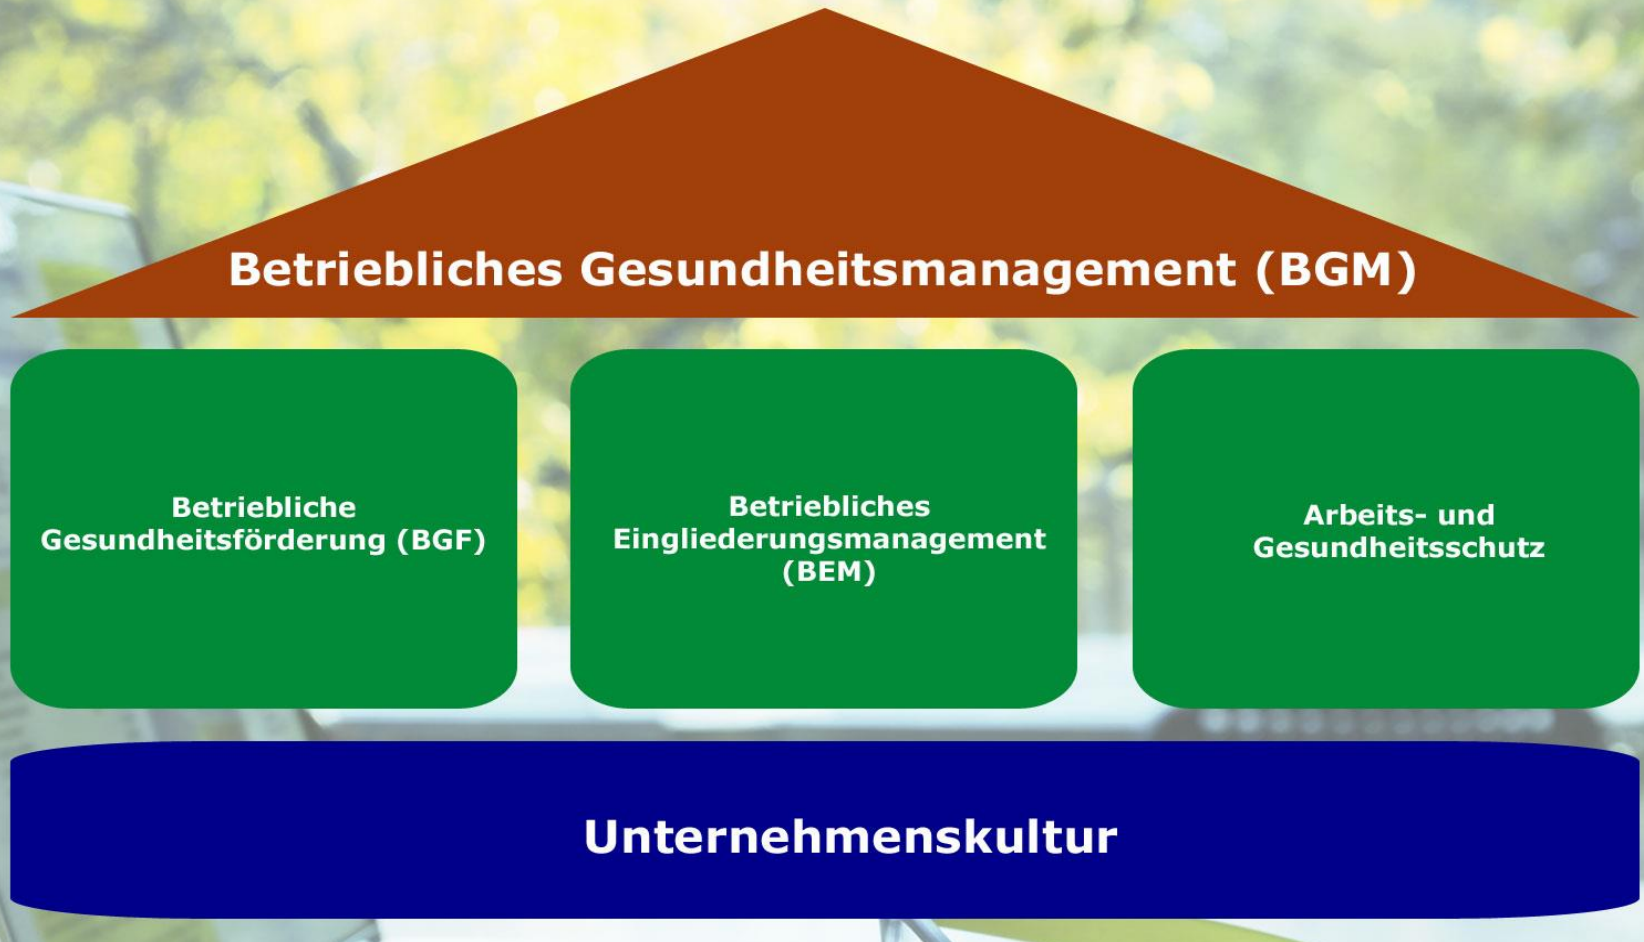 Betriebliches Gesundheitsmanagement (BGM)
Betriebliche
Gesundheitsförderung (BGF)
Betriebliches
Eingliederungsmanagement
(BEM)
Arbeits- und
Gesundheitsschutz
Unternehmenskultur